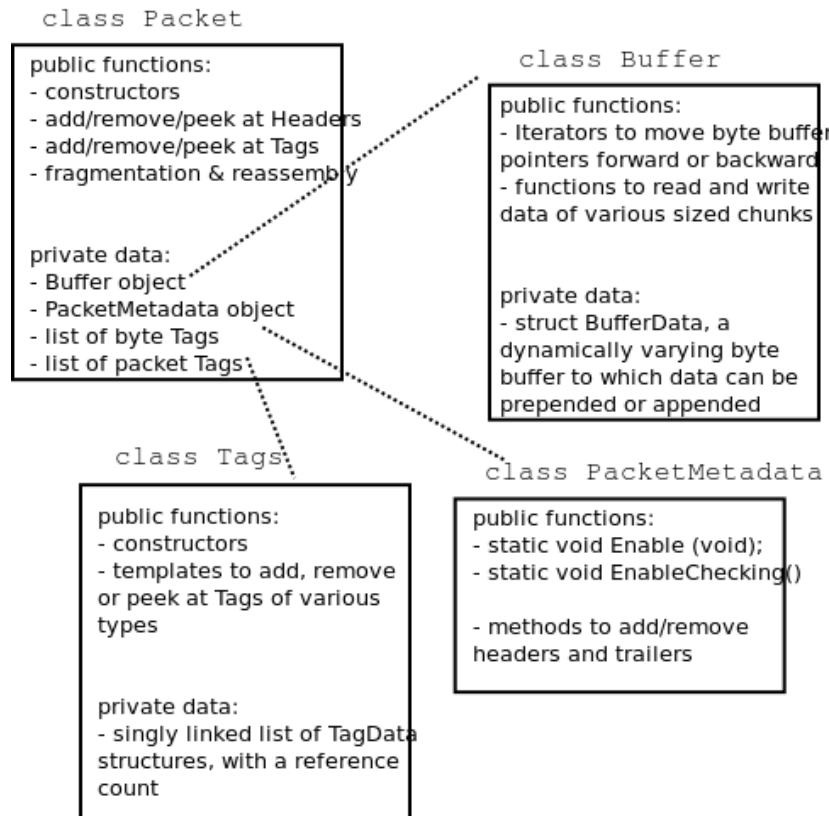 class Packet
public functions:
- constructors
- add/remove/peek at Headers
- add/remove/peek at Tags
- fragmentation & reassembly
private data:
- Buffer object
- PacketMetadata object
- list of byte Tags
- list of packet Tags
class Buffer
public functions:
- Iterators to move byte buffer
pointers forward or backward
- functions to read and write
data of various sized chunks
private data:
- struct BufferData, a
dynamically varying byte
buffer to which data can be
prepended or appended
class Tags
public functions:
- constructors
- templates to add, remove
or peek at Tags of various
types
private data:
- singly linked list of TagData
structures, with a reference
count
class PacketMetadata
public functions:
- static void Enable (void);
- static void EnableChecking()
- methods to add/remove
headers and trailers